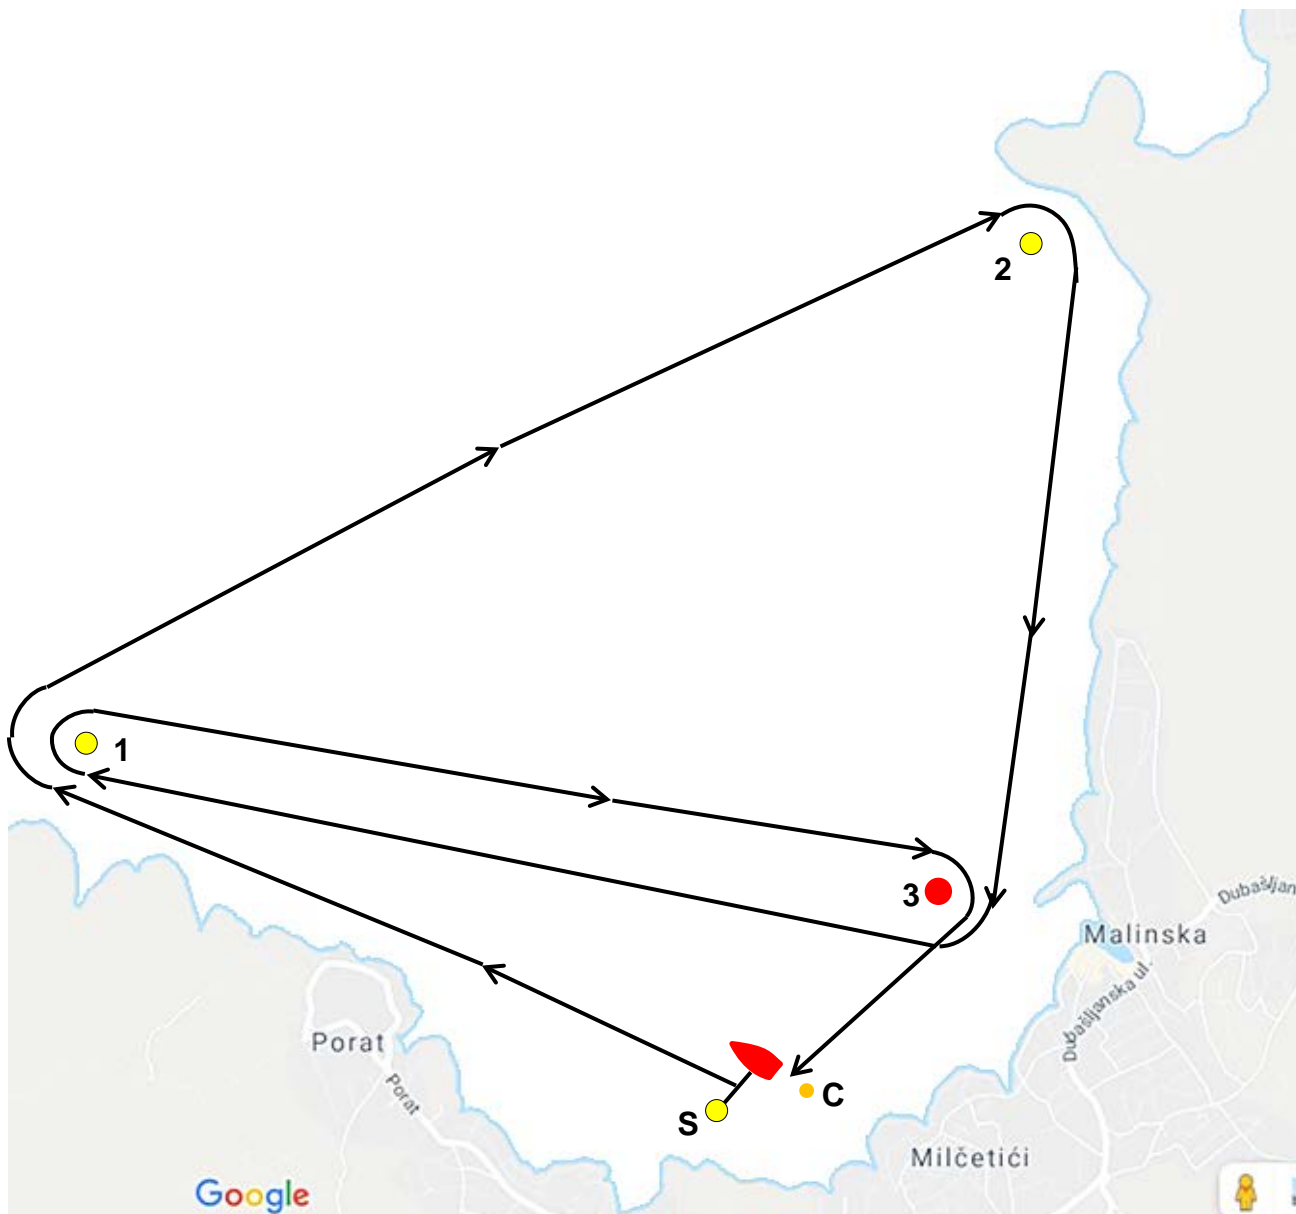 2
1
3
Dubašljan
Malinska
Dubašljanska ul.
Porat
Porat
C
S
Milčetići
Google